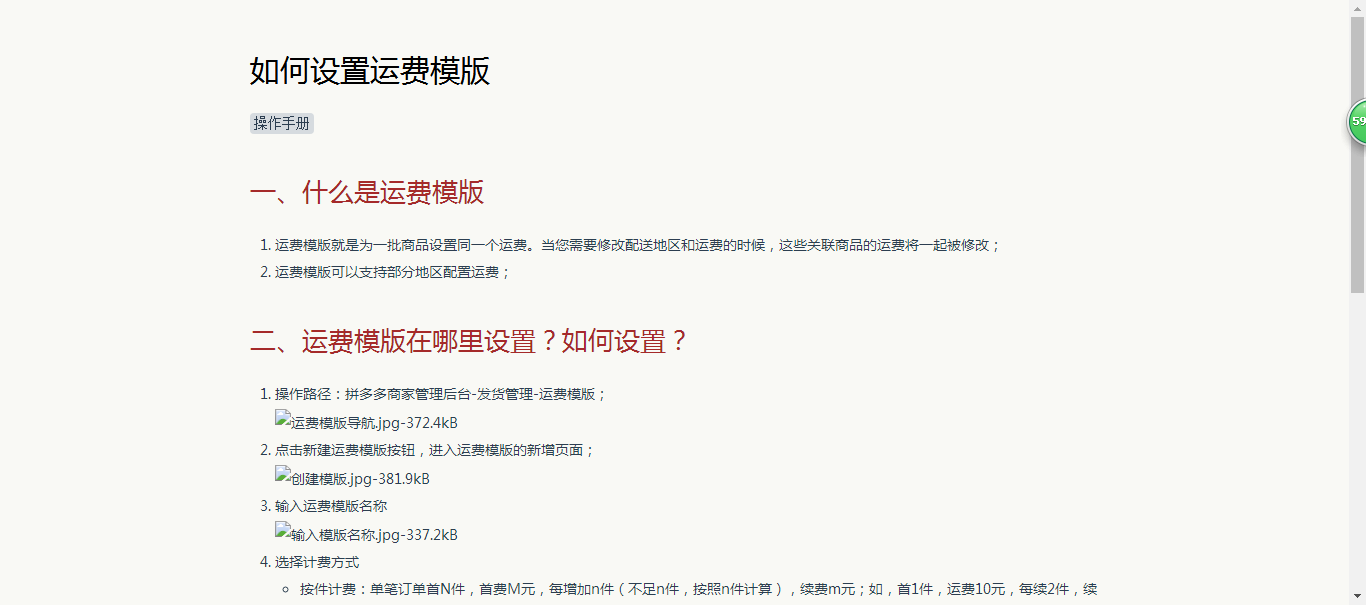 如何设置运费模版
操作手册
59
一、什么是运费模版
1. 运费模版就是为一批商品设置同一个运费。当您需要修改配送地区和运费的时候，这些关联商品的运费将一起被修改；
2. 运费模版可以支持部分地区配置运费；
二、运费模版在哪里设置？如何设置？
1. 操作路径：拼多多商家管理后台-发货管理-运费模版；
运费模版导航.jpg-372.4kB
2. 点击新建运费模版按钮，进入运费模版的新增页面；
创建模版.jpg-381.9kB
3. 输入运费模版名称
输入模版名称.jpg-337.2kB
4. 选择计费方式
◦ 按件计费：单笔订单首N件，首费M元，每增加n件（不足n件，按照n件计算），续费m元；如，首1件，运费10元，每续2件，续